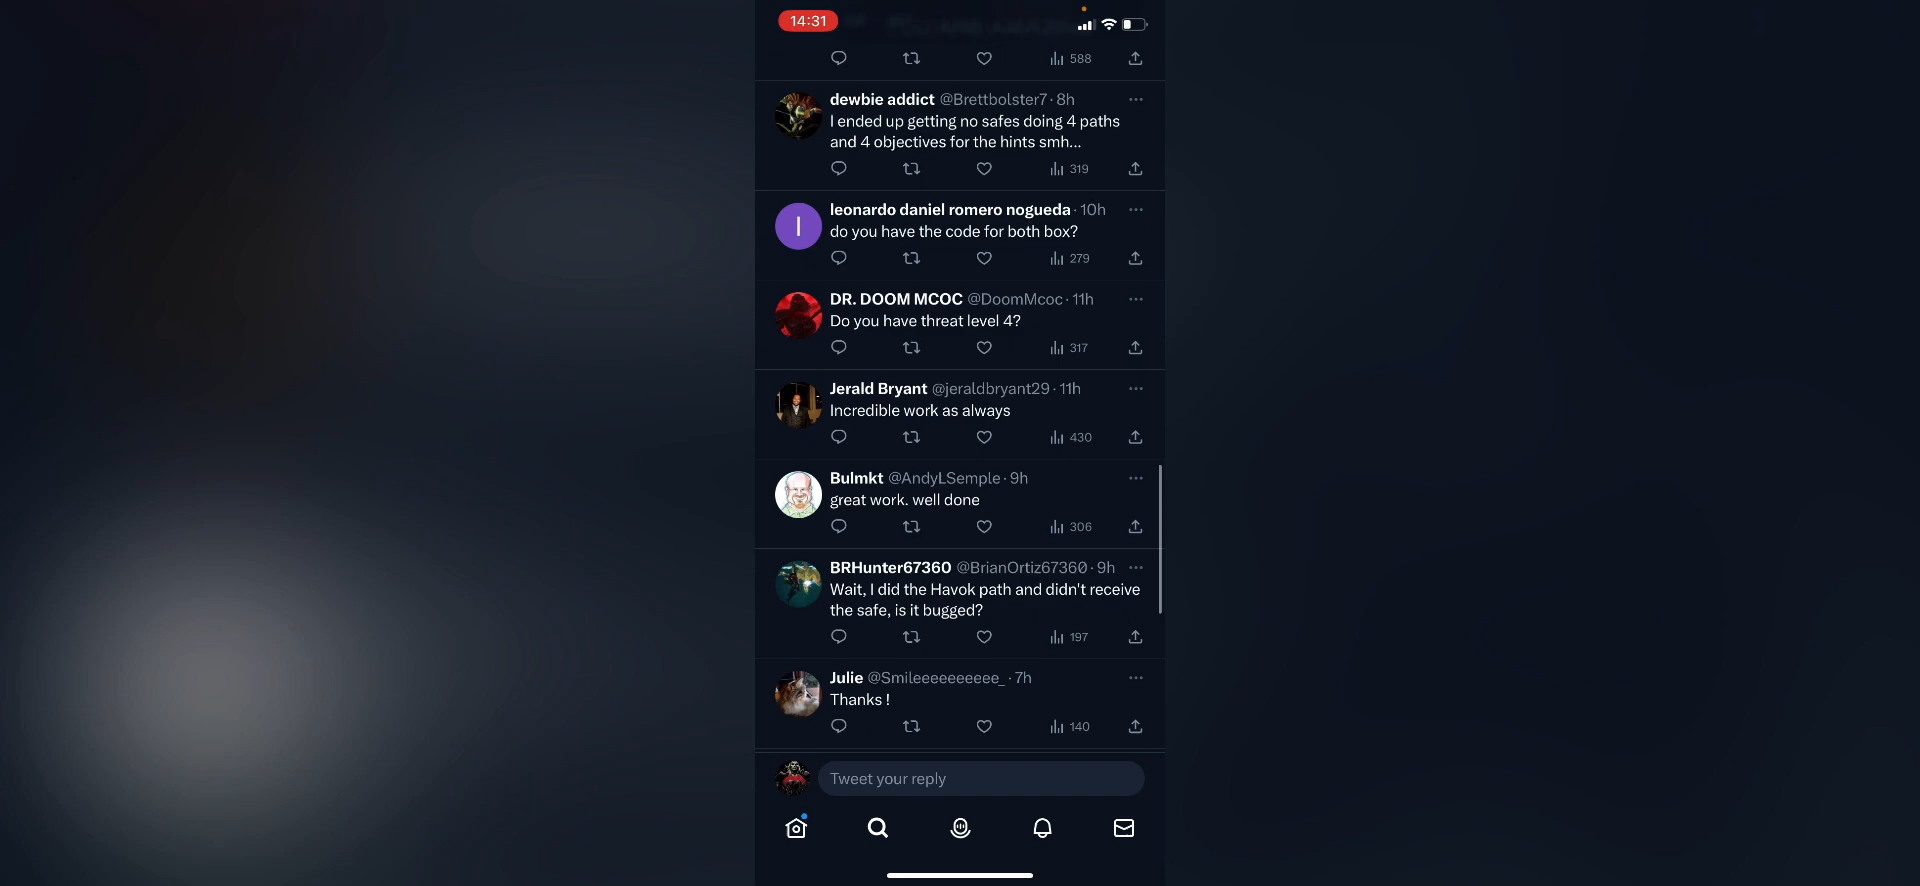 14:31
588
dewbie addict @Brettbolster7 · 8h
I ended up getting no safes doing 4 paths
and 4 objectives for the hints smh...
319
leonardo daniel romero nogueda · 10h
do you have the code for both box?
279
DR. DOOM MCOC @DoomMcoc · 11h
Do you have threat level 4?
317
Jerald Bryant @jeraldbryant29 · 11h
Incredible work as always
430
Bulmkt @AndyLSemple · 9h
great work. well done
306
BRHunter67360 @BrianOrtiz67360 · 9h
Wait, I did the Havok path and didn't receive
the safe, is it bugged?
197
Julie @Smileeeeeeeeee_ · 7h
Thanks !
140
Tweet your reply